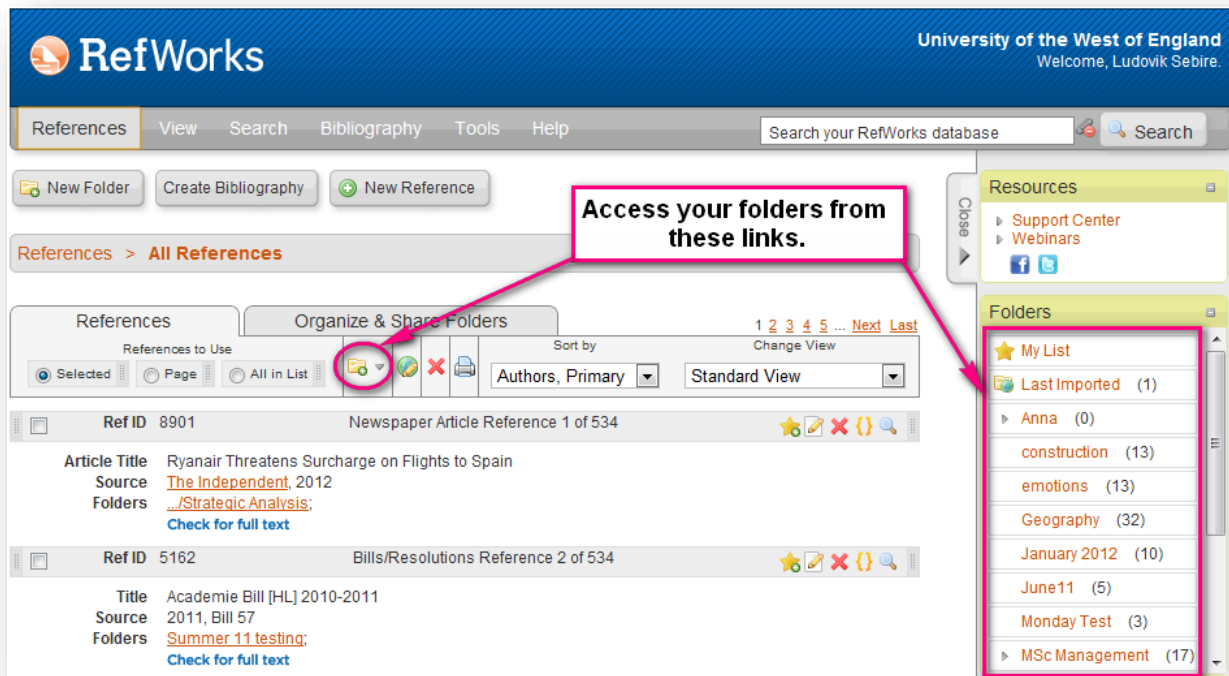 RefWorks
University of the West of England
Welcome, Ludovik Sebire.
References View Search Bibliography Tools Help
Search your RefWorks database
Search
New Folder
Create Bibliography
New Reference
Access your folders from
these links.
References > All References
Close
Resources
Support Center
Webinars
References
Organize & Share Folders
1 2 3 4 5 ... Next Last
References to Use
Selected
Page
All in List
Sort by
Authors, Primary
Change View
Standard View
Ref ID 8901 Newspaper Article Reference 1 of 534
Article Title Ryanair Threatens Surcharge on Flights to Spain
Source The Independent, 2012
Folders .../Strategic Analysis;
Check for full text
Ref ID 5162 Bills/Resolutions Reference 2 of 534
Title Academie Bill [HL] 2010-2011
Source 2011, Bill 57
Folders Summer 11 testing;
Check for full text
Folders
My List
Last Imported (1)
Anna (0)
construction (13)
emotions (13)
Geography (32)
January 2012 (10)
June11 (5)
Monday Test (3)
MSc Management (17)